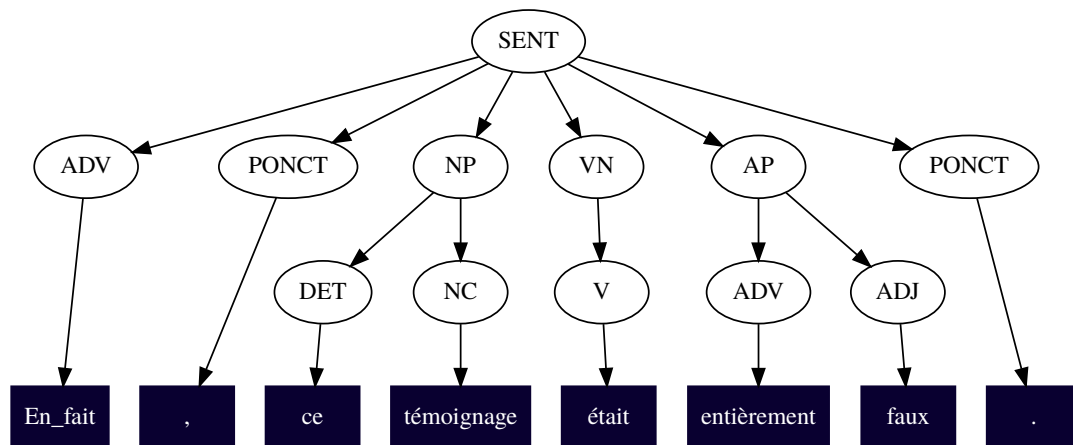 SENT
ADV PONCT NP VN AP PONCT
DET NC V ADV ADJ
En_fait , ce témoignage était entièrement faux .